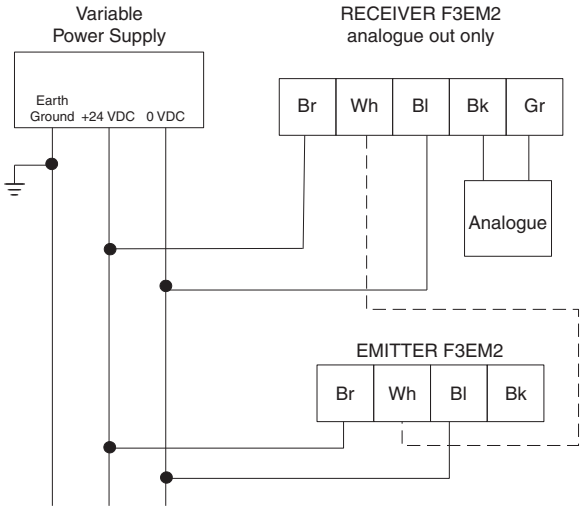 Variable
Power Supply
Earth
Ground +24 VDC 0 VDC
RECEIVER F3EM2
analogue out only
Br Wh Bl Bk Gr
Analogue
EMITTER F3EM2
Br Wh Bl Bk